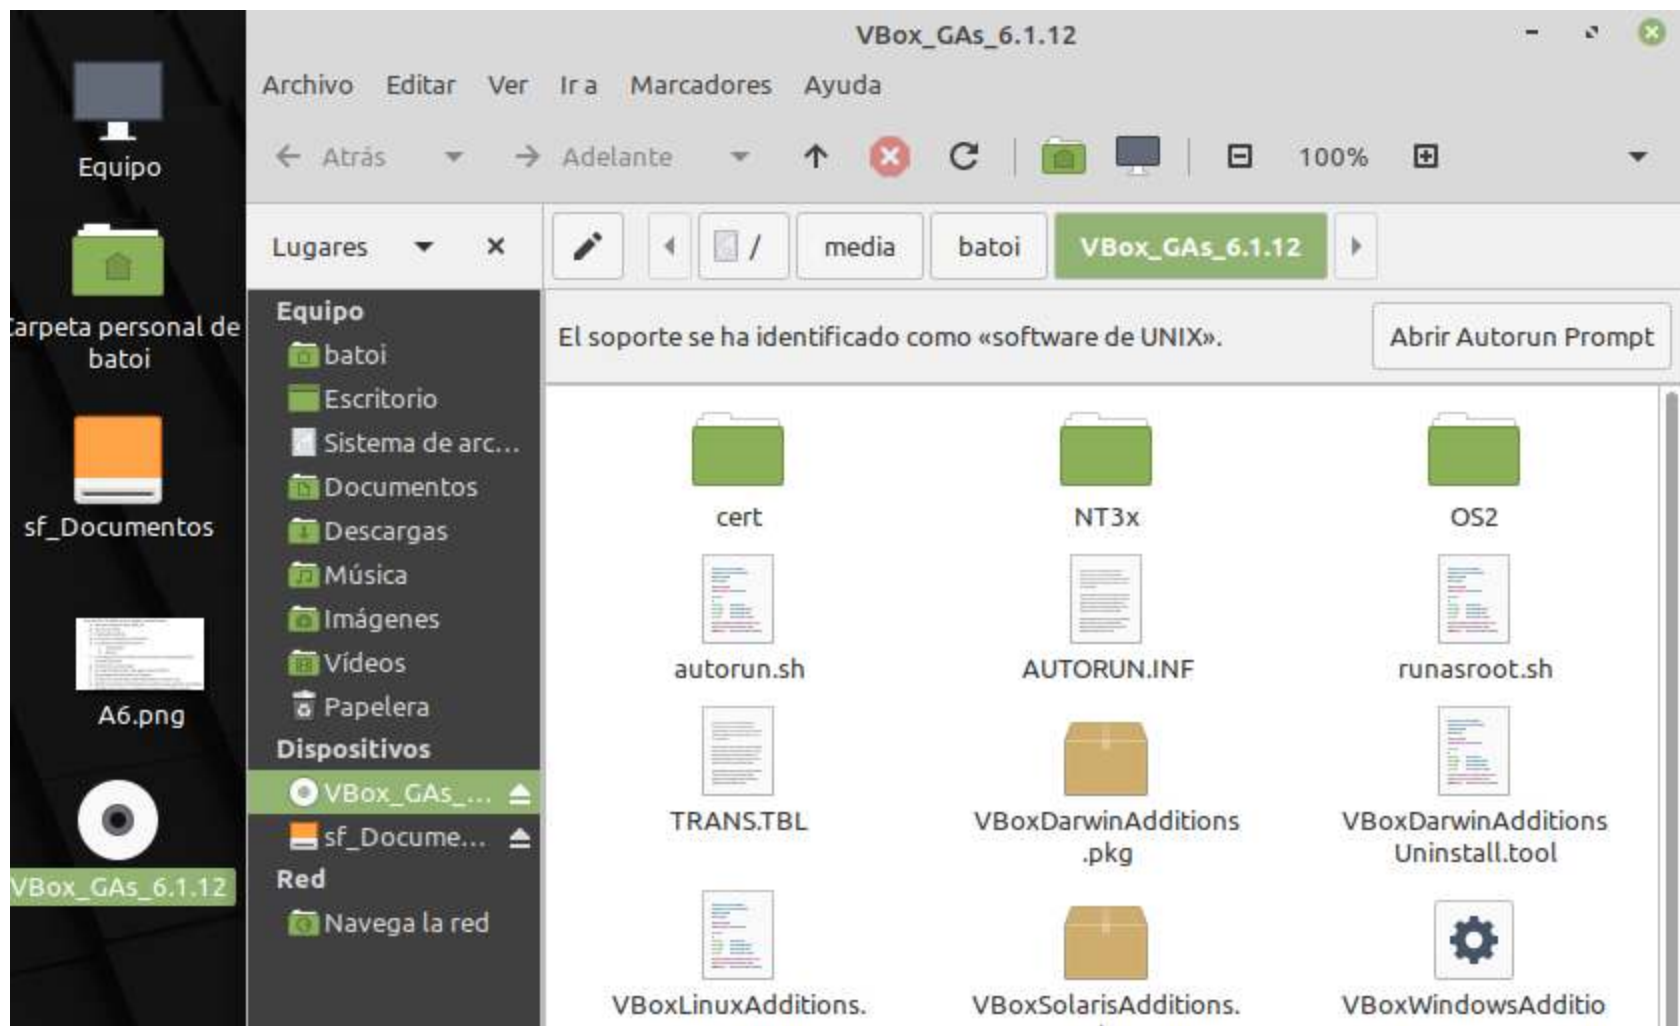 VBox_GAs_6.1.12
Archivo Editar Ver Ir a Marcadores Ayuda
Atrás Adelante 100%
Lugares / media batoi VBox_GAs_6.1.12
El soporte se ha identificado como «software de UNIX». Abrir Autorun Prompt
Equipo
arpeta personal de
batoi
sf_Documentos
A6.png
VBox_GAs_6.1.12
Equipo
batoi
Escritorio
Sistema de arc...
Documentos
Descargas
Música
Imágenes
Vídeos
Papelera
Dispositivos
VBox_GAs_...
sf_Docume...
Red
Navega la red
cert NT3x OS2
autorun.sh AUTORUN.INF runasroot.sh
TRANS.TBL VBoxDarwinAdditions VBoxDarwinAdditions
.pkg Uninstall.tool
VBoxLinuxAdditions. VBoxSolarisAdditions. VBoxWindowsAdditio